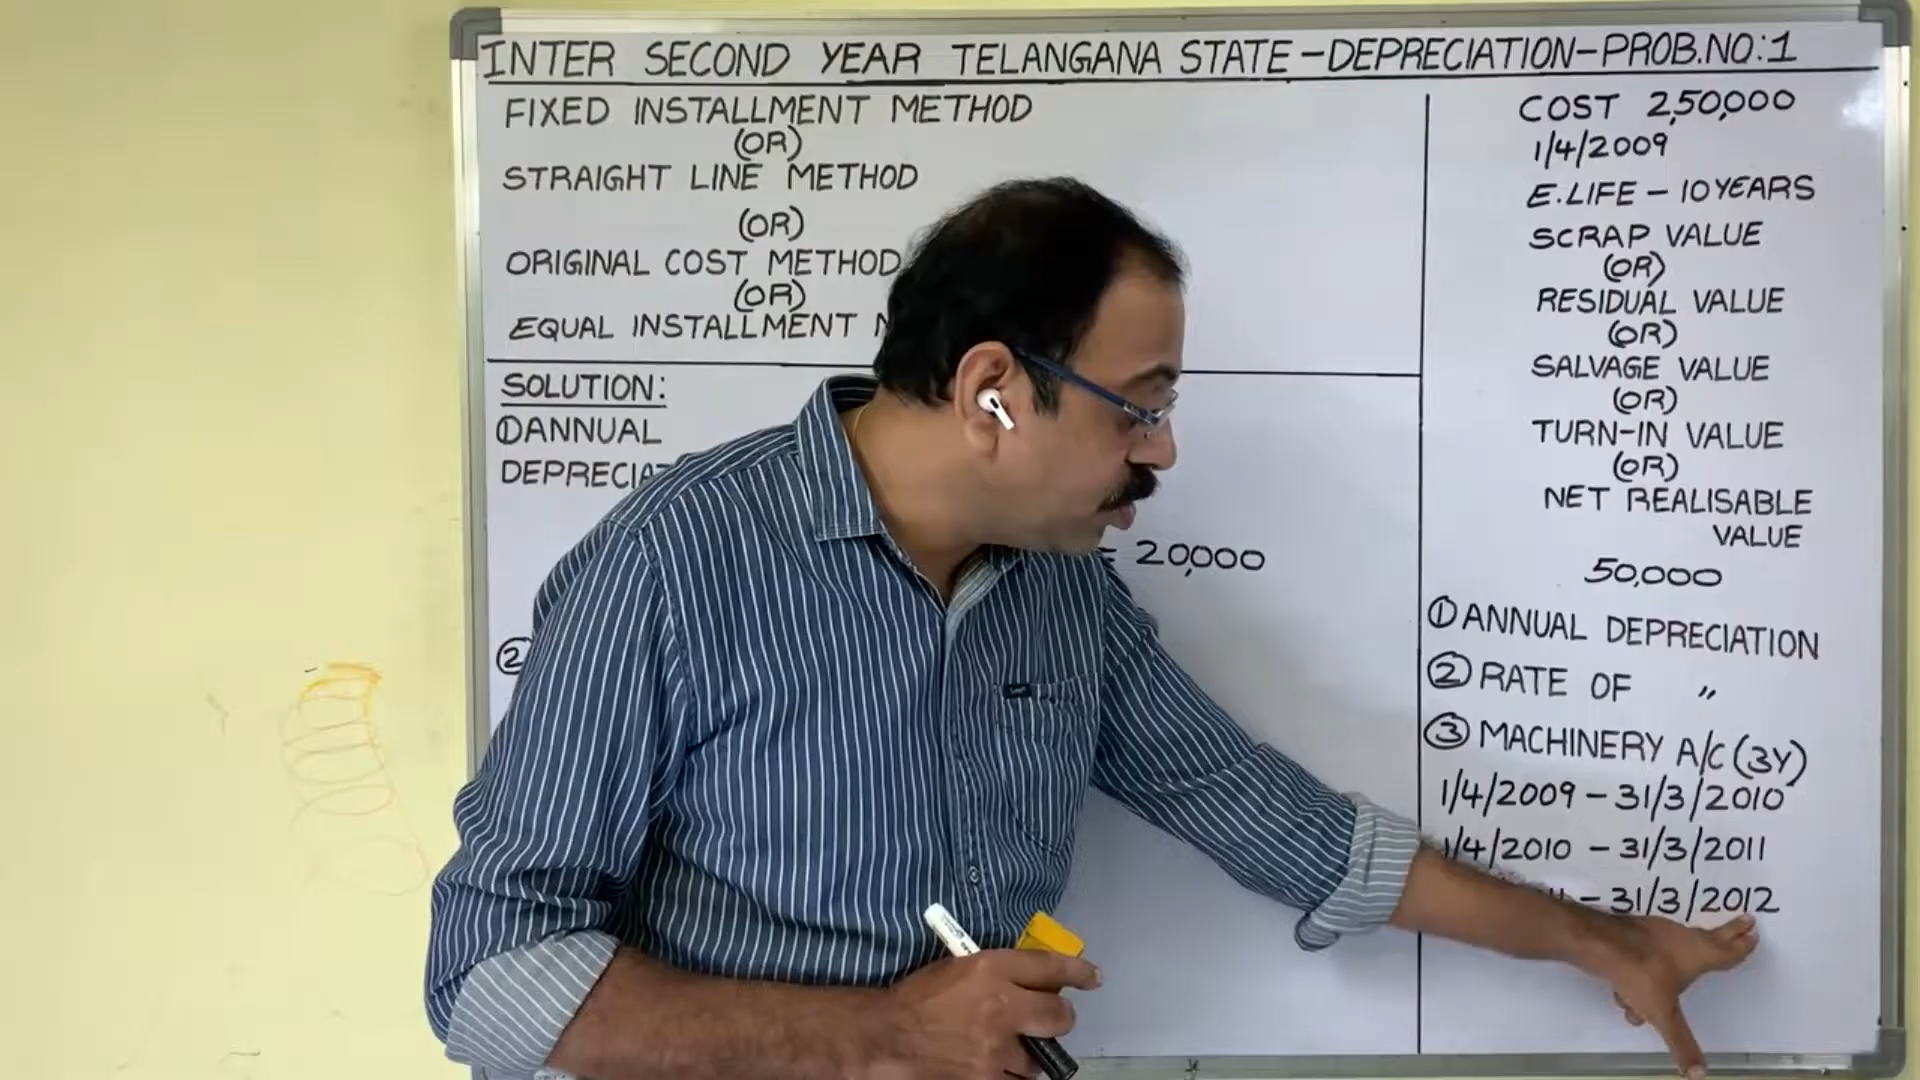 INTER SECOND YEAR TELANGANA STATE-DEPRECIATION-PROB.NO:1
FIXED INSTALLMENT METHOD
(OR)
STRAIGHT LINE METHOD
(OR)
ORIGINAL COST METHOD
(OR)
EQUAL INSTALLMENT
SOLUTION:
① ANNUAL
= 20,000
②
COST 2,50,000
1/4/2009
E.LIFE - 10 YEARS
SCRAP VALUE
(OR)
RESIDUAL VALUE
(OR)
SALVAGE VALUE
(OR)
TURN-IN VALUE
(OR)
NET REALISABLE
VALUE
50,000
① ANNUAL DEPRECIATION
② RATE OF "
③ MACHINERY A/C (3Y)
1/4/2009 - 31/3/2010
1/4/2010 - 31/3/2011
- 31/3/2012